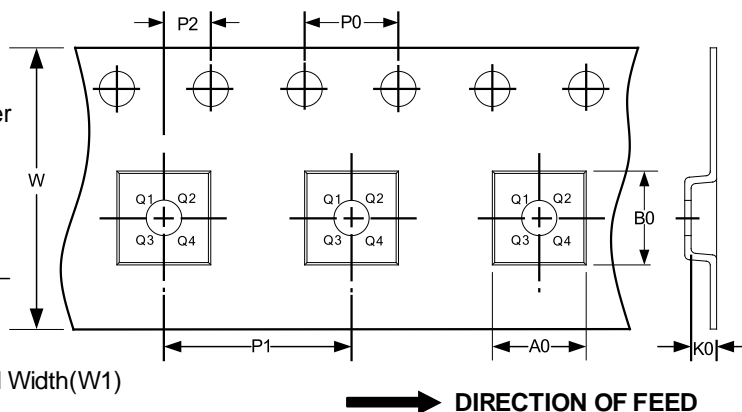 P2
P0
er
W
Q1 Q2
Q3 Q4
Q1 Q2
Q3 Q4
Q1 Q2
Q3 Q4
B0
P1
A0
K0
Width(W1)
DIRECTION OF FEED